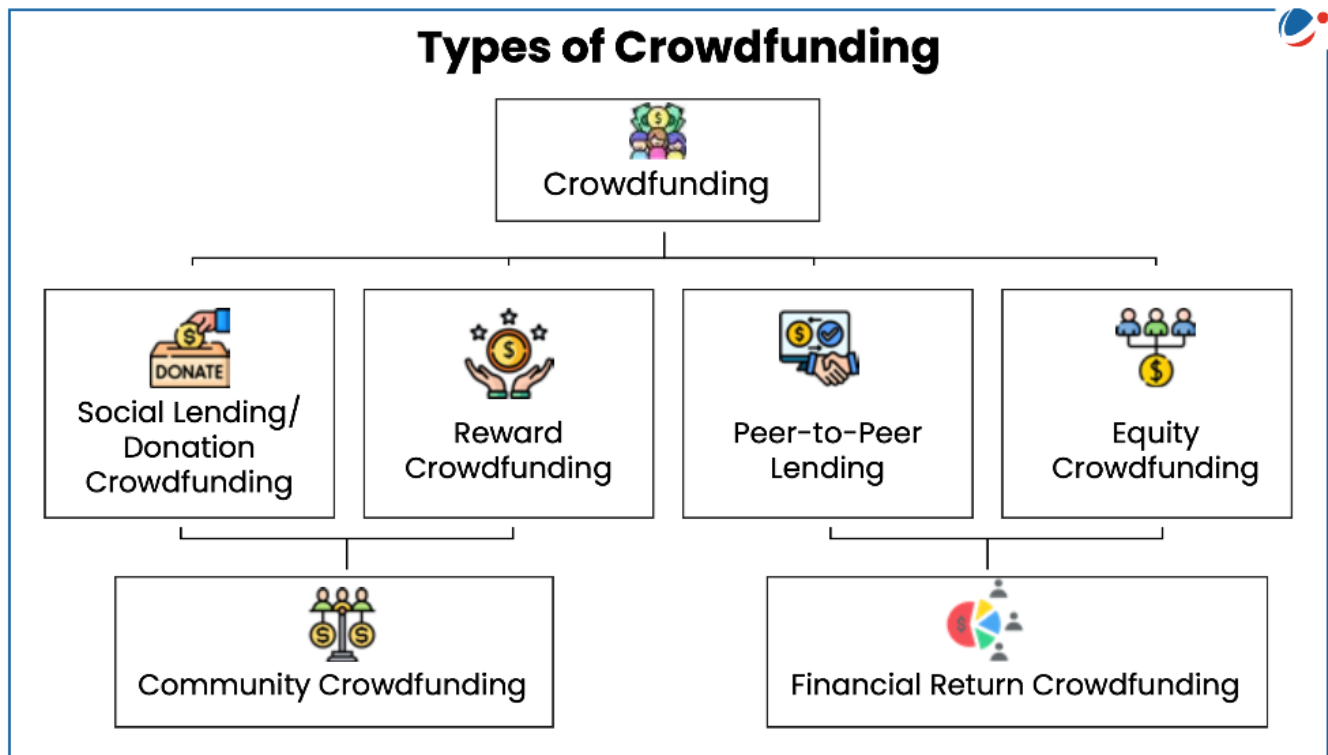 Types of Crowdfunding
Crowdfunding
DONATE
Social Lending/
Donation
Crowdfunding
Reward
Crowdfunding
Peer-to-Peer
Lending
Equity
Crowdfunding
Community Crowdfunding
Financial Return Crowdfunding